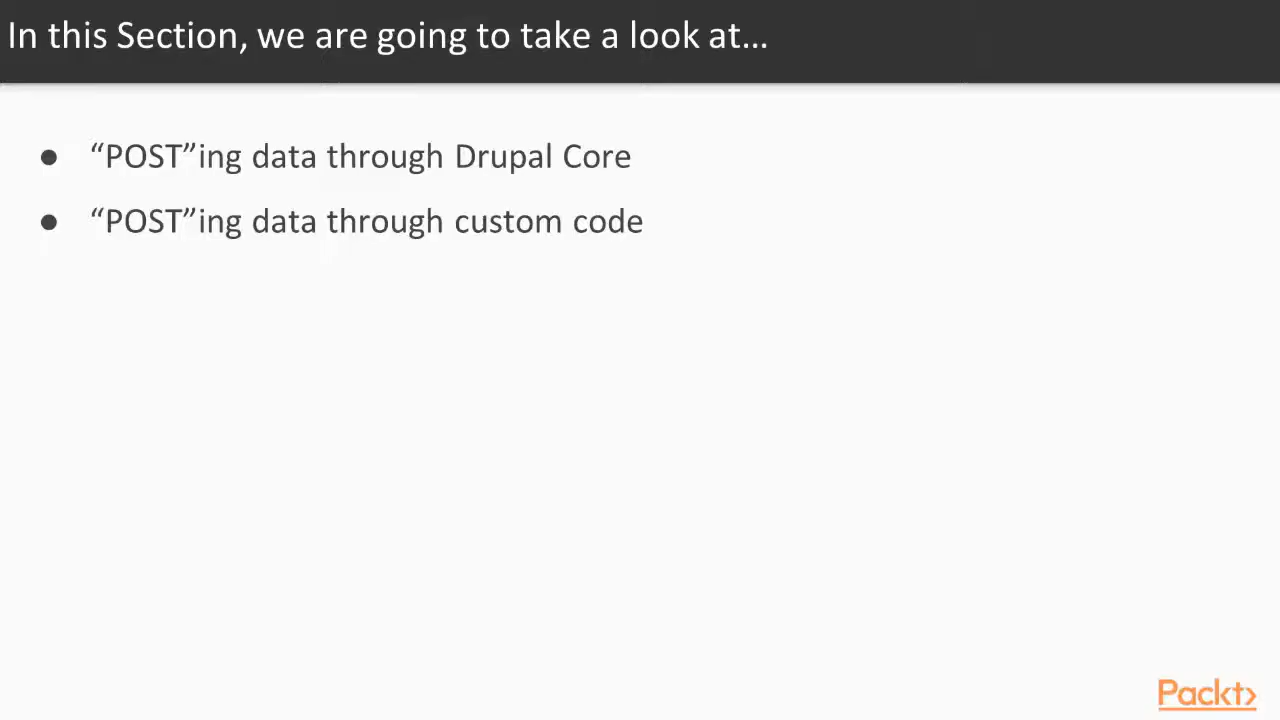 In this Section, we are going to take a look at…
● “POST”ing data through Drupal Core
● “POST”ing data through custom code
Packt>